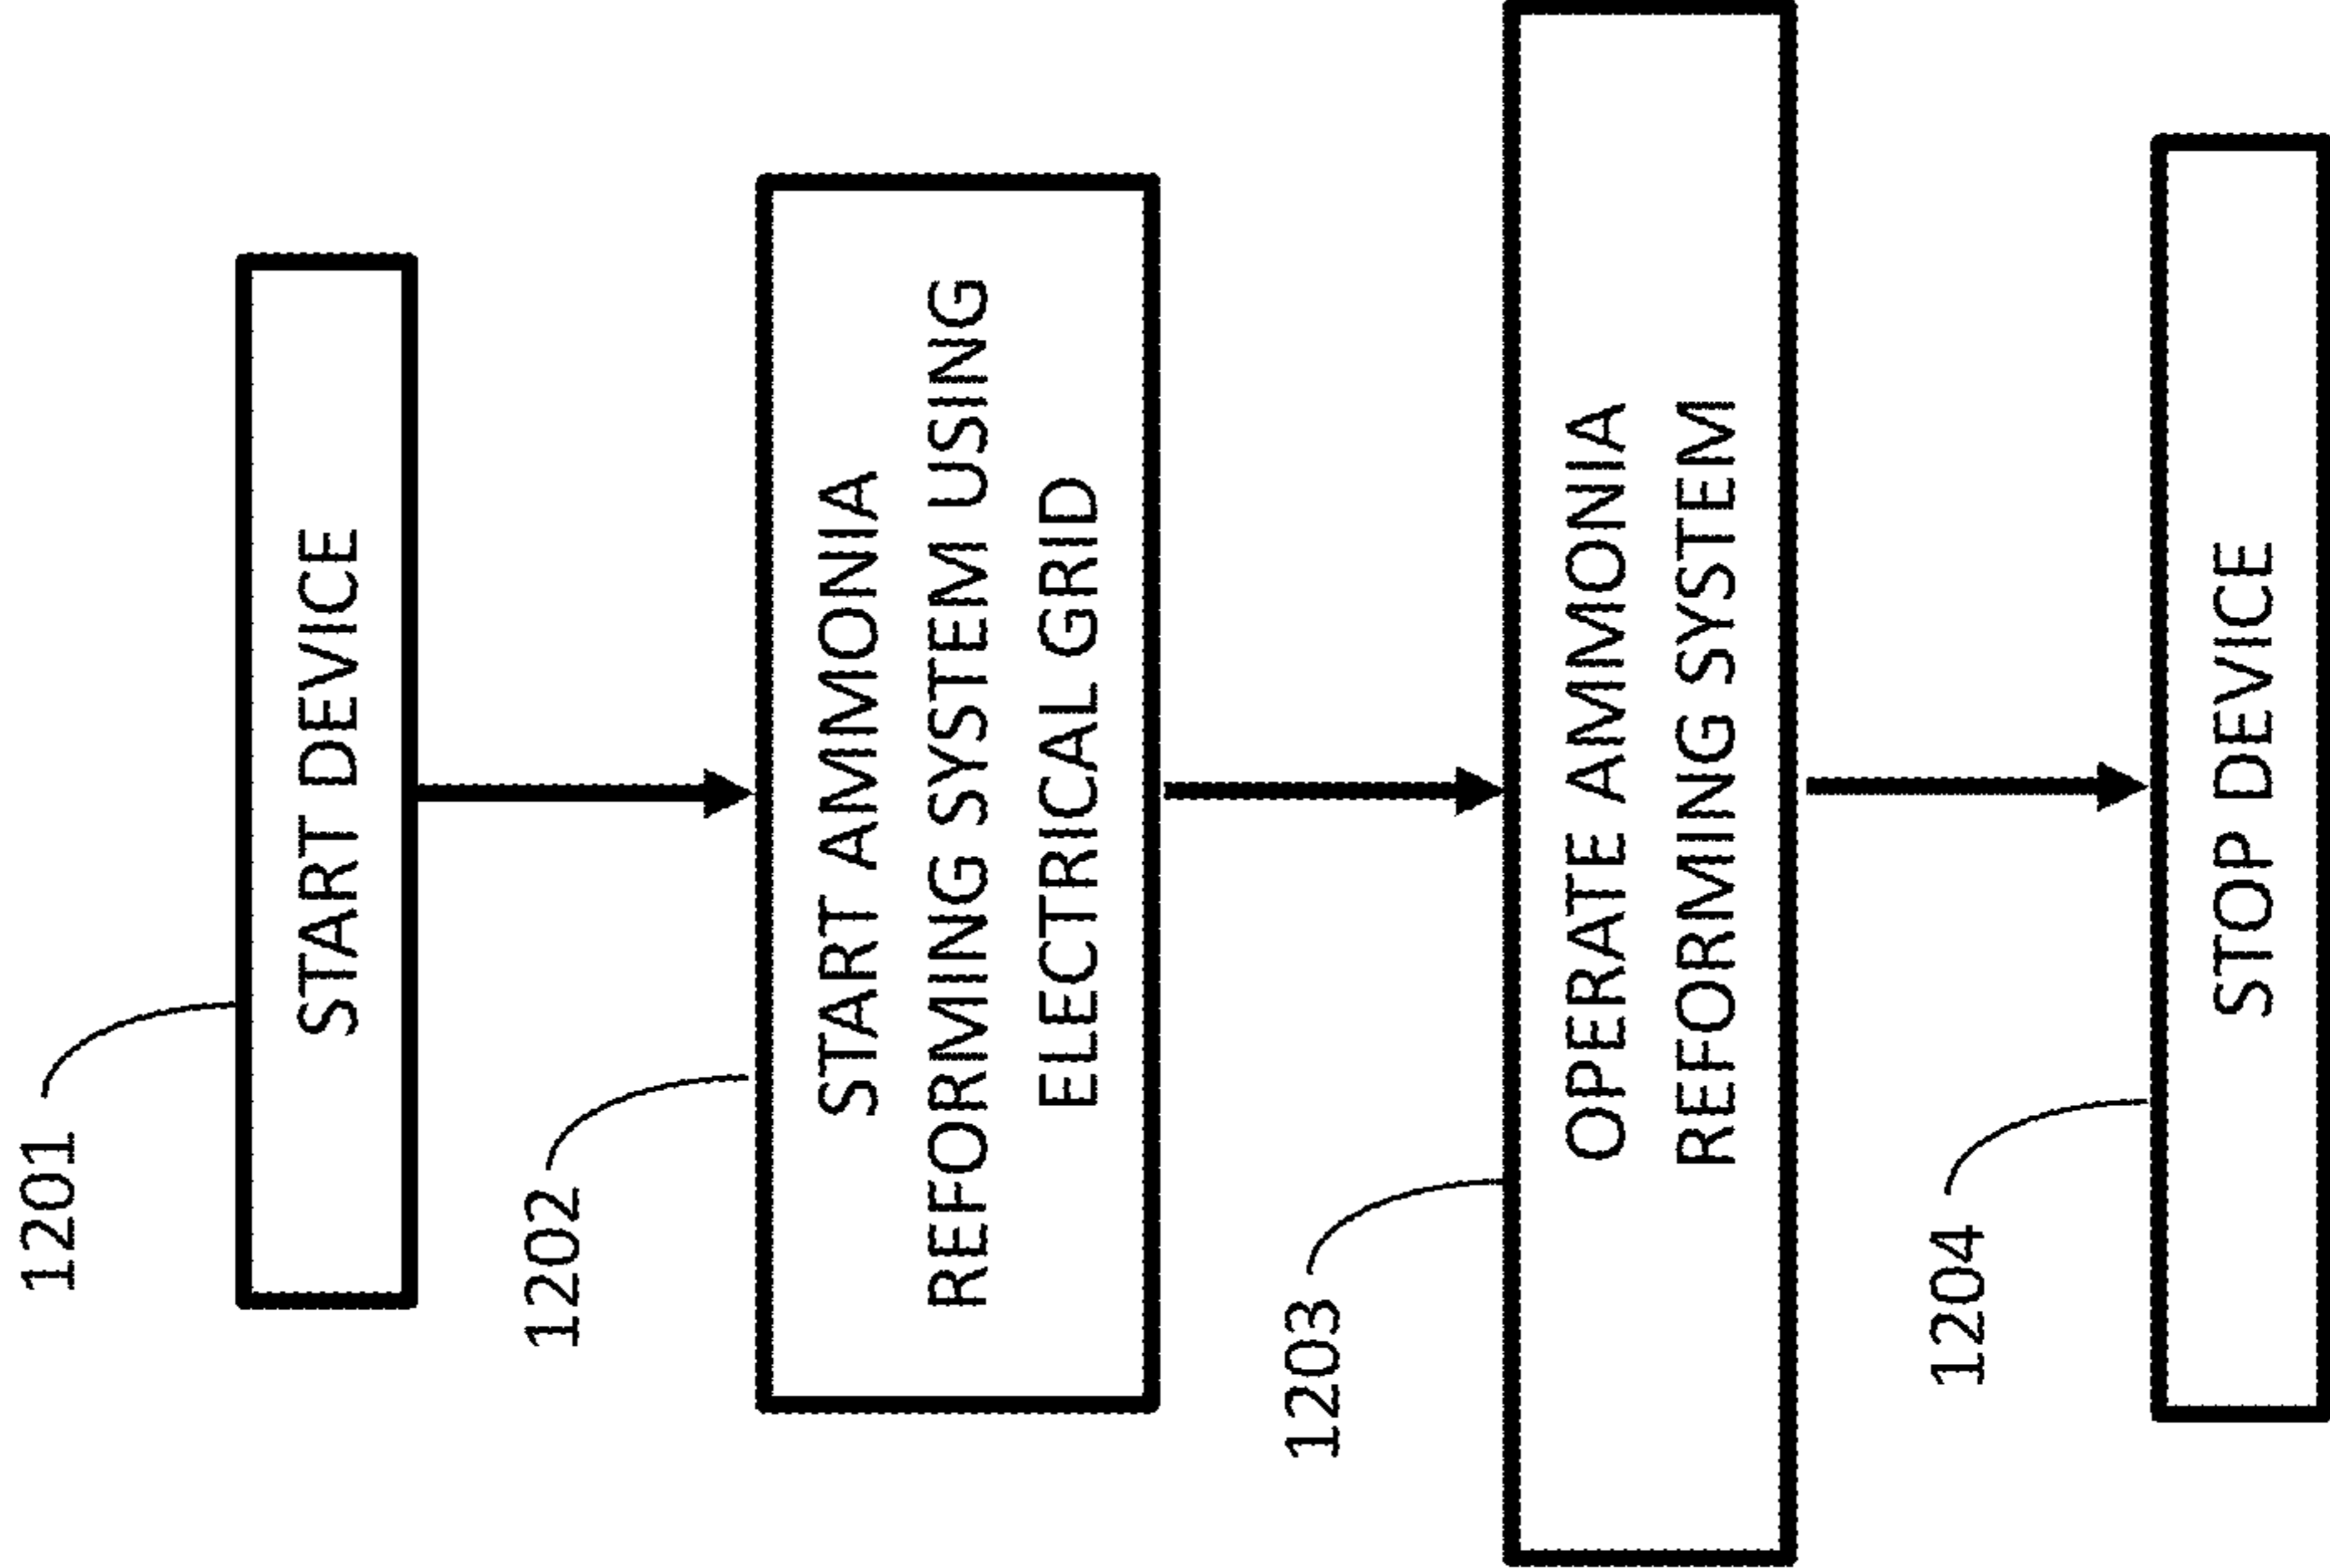 1201
START DEVICE
1202
START AMMONIA
REFORMING SYSTEM USING
ELECTRICAL GRID
1203
OPERATE AMMONIA
REFORMING SYSTEM
1204
STOP DEVICE